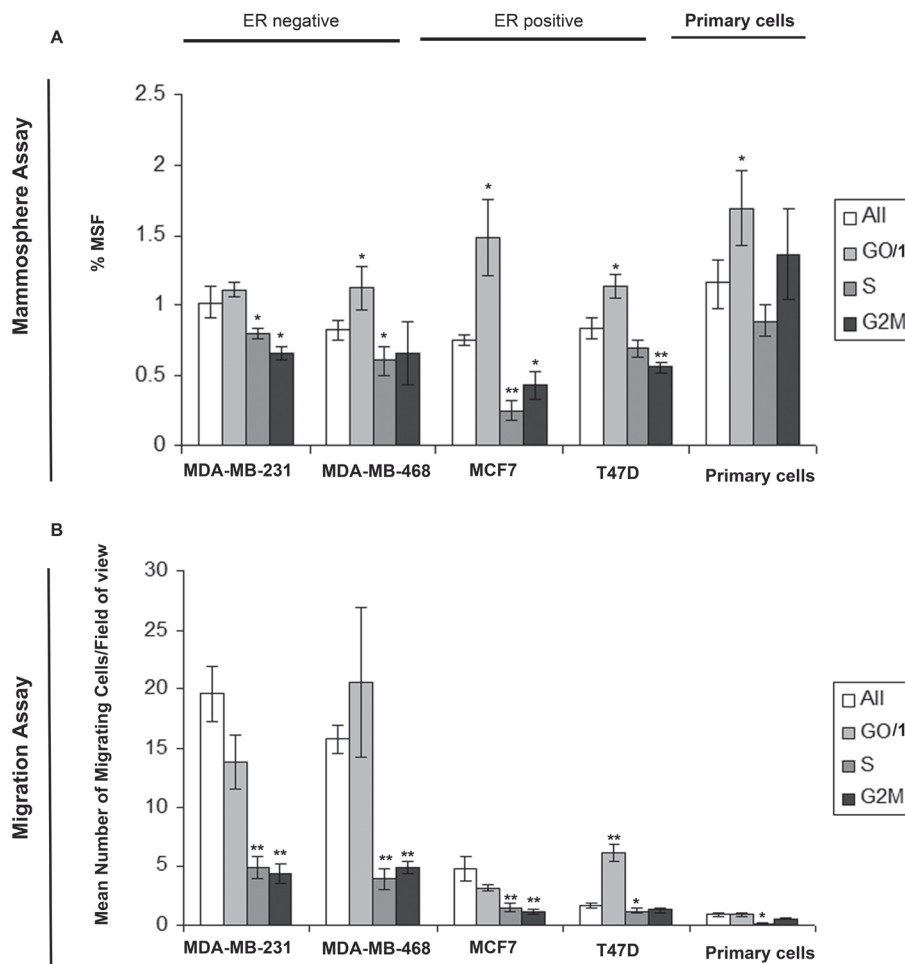 ER negative ER positive Primary cells
A
Mammosphere Assay
% MSF
2.5
2
1.5
1
0.5
0
* * * * * ** * * ** *
MDA-MB-231 MDA-MB-468 MCF7 T47D Primary cells
All
GO/1
S
G2M
B
Migration Assay
Mean Number of Migrating Cells/Field of view
30
25
20
15
10
5
0
** ** ** ** ** ** ** * *
MDA-MB-231 MDA-MB-468 MCF7 T47D Primary cells
All
GO/1
S
G2M